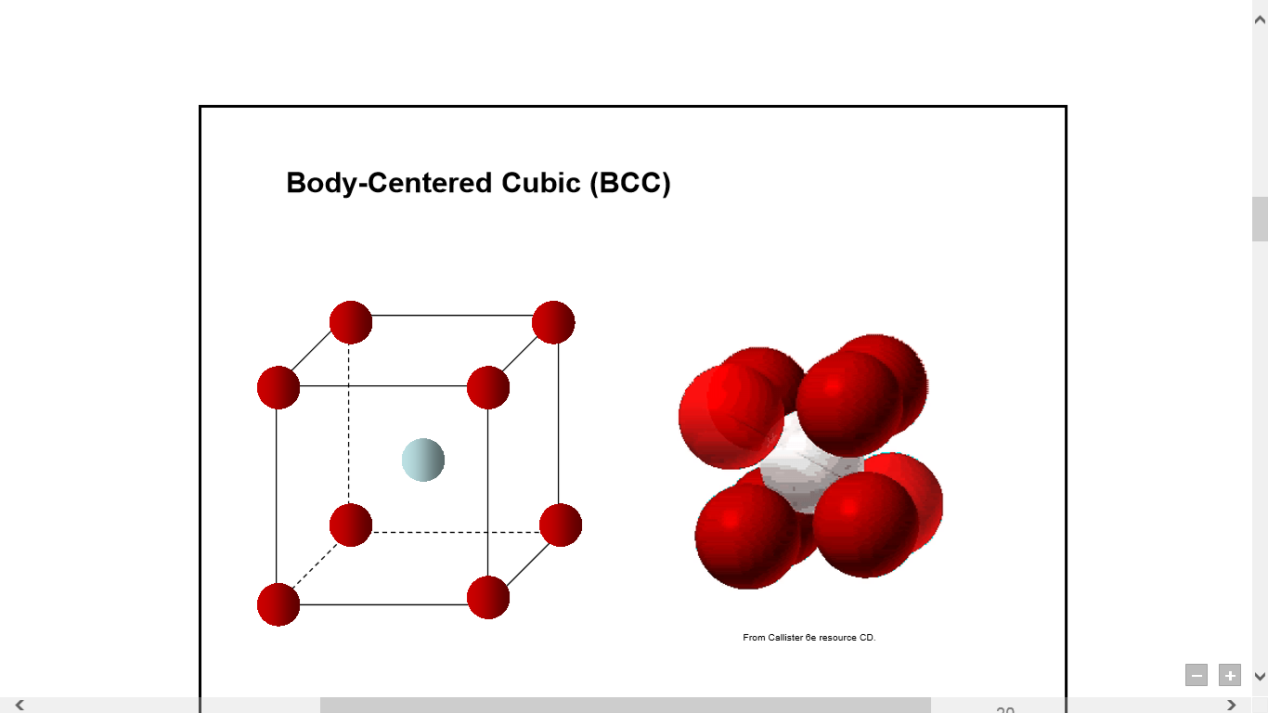 Body-Centered Cubic (BCC)
From Callister 6e resource CD.